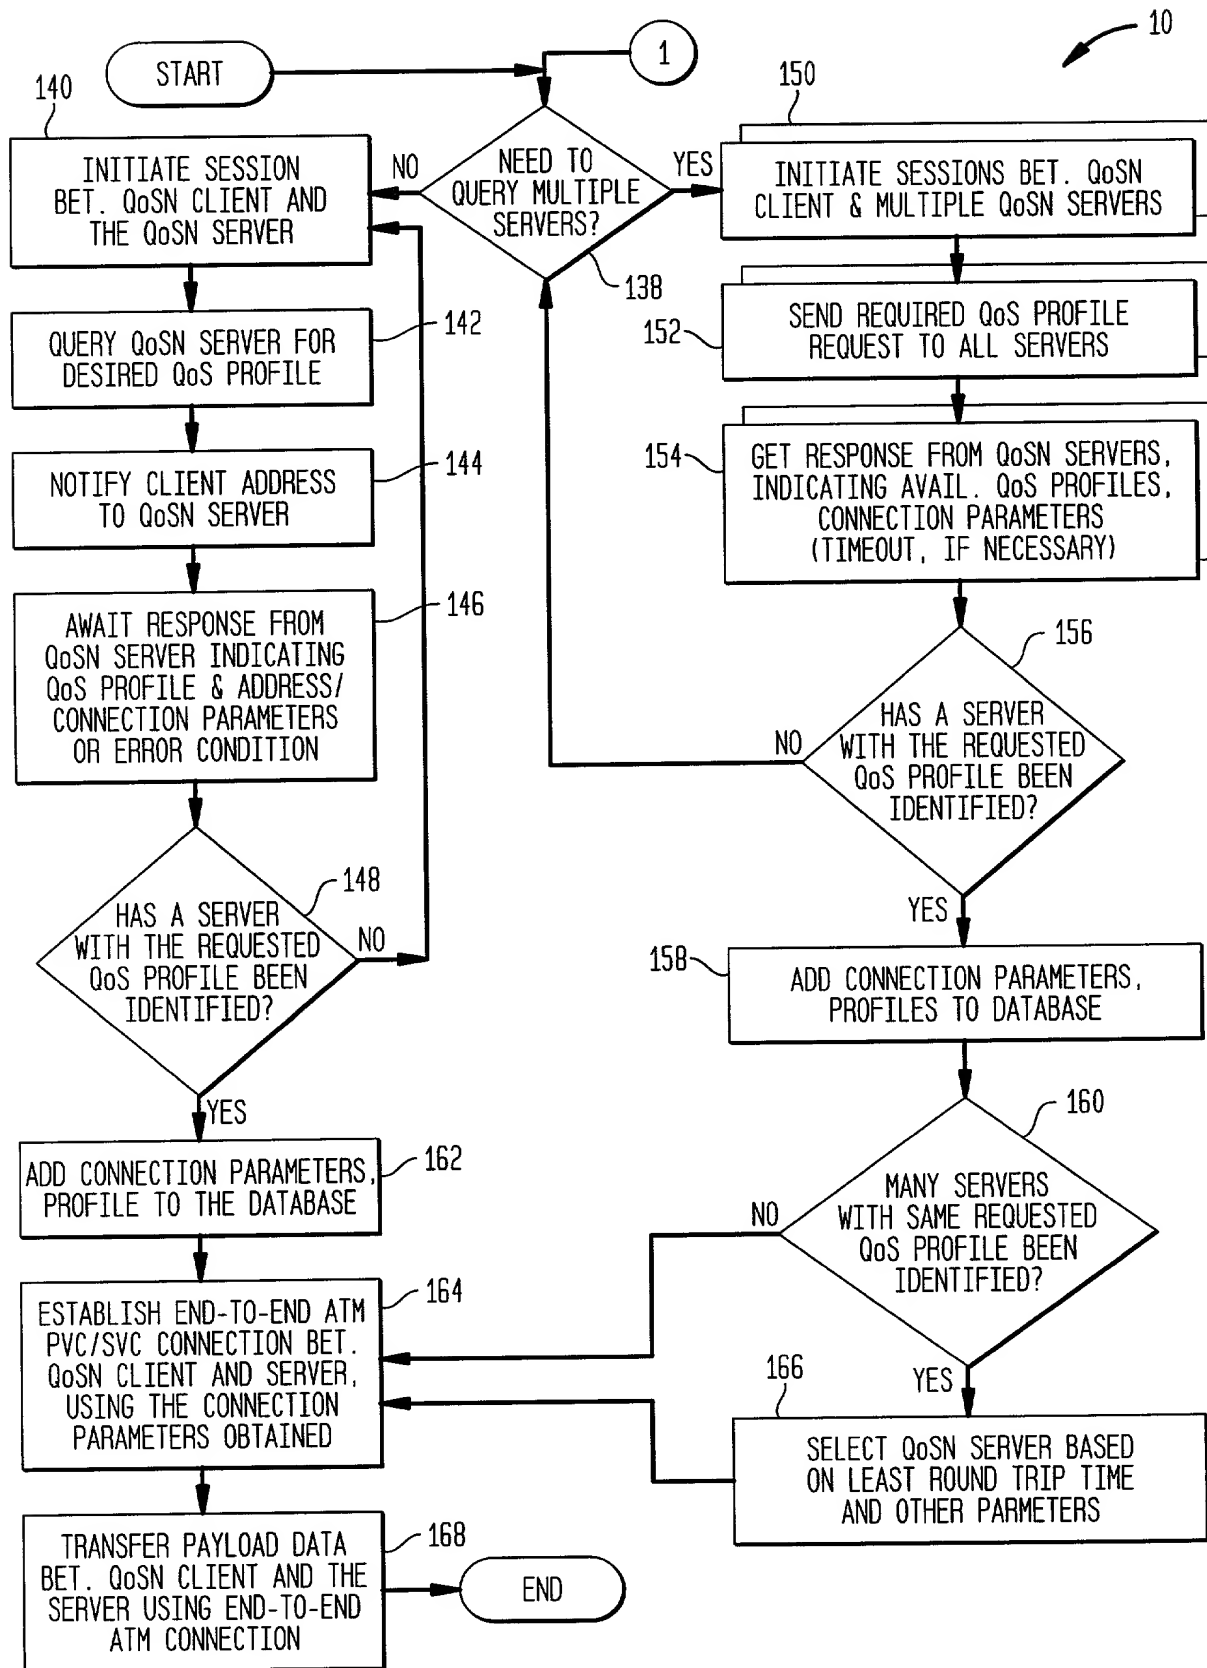 10
START
1
140
INITIATE SESSION
BET. QoSN CLIENT AND
THE QoSN SERVER
NO
NEED TO
QUERY MULTIPLE
SERVERS?
YES
138
150
INITIATE SESSIONS BET. QoSN
CLIENT & MULTIPLE QoSN SERVERS
142
QUERY QoSN SERVER FOR
DESIRED QoS PROFILE
152
SEND REQUIRED QoS PROFILE
REQUEST TO ALL SERVERS
144
NOTIFY CLIENT ADDRESS
TO QoSN SERVER
154
GET RESPONSE FROM QoSN SERVERS,
INDICATING AVAIL. QoS PROFILES,
CONNECTION PARAMETERS
(TIMEOUT, IF NECESSARY)
146
AWAIT RESPONSE FROM
QoSN SERVER INDICATING
QoS PROFILE & ADDRESS/
CONNECTION PARAMETERS
OR ERROR CONDITION
156
NO
HAS A SERVER
WITH THE REQUESTED
QoS PROFILE BEEN
IDENTIFIED?
YES
148
HAS A SERVER
WITH THE REQUESTED
QoS PROFILE BEEN
IDENTIFIED?
NO
YES
158
ADD CONNECTION PARAMETERS,
PROFILES TO DATABASE
160
NO
MANY SERVERS
WITH SAME REQUESTED
QoS PROFILE BEEN
IDENTIFIED?
YES
162
ADD CONNECTION PARAMETERS,
PROFILE TO THE DATABASE
164
ESTABLISH END-TO-END ATM
PVC/SVC CONNECTION BET.
QoSN CLIENT AND SERVER,
USING THE CONNECTION
PARAMETERS OBTAINED
166
SELECT QoSN SERVER BASED
ON LEAST ROUND TRIP TIME
AND OTHER PARMETERS
168
TRANSFER PAYLOAD DATA
BET. QoSN CLIENT AND THE
SERVER USING END-TO-END
ATM CONNECTION
END